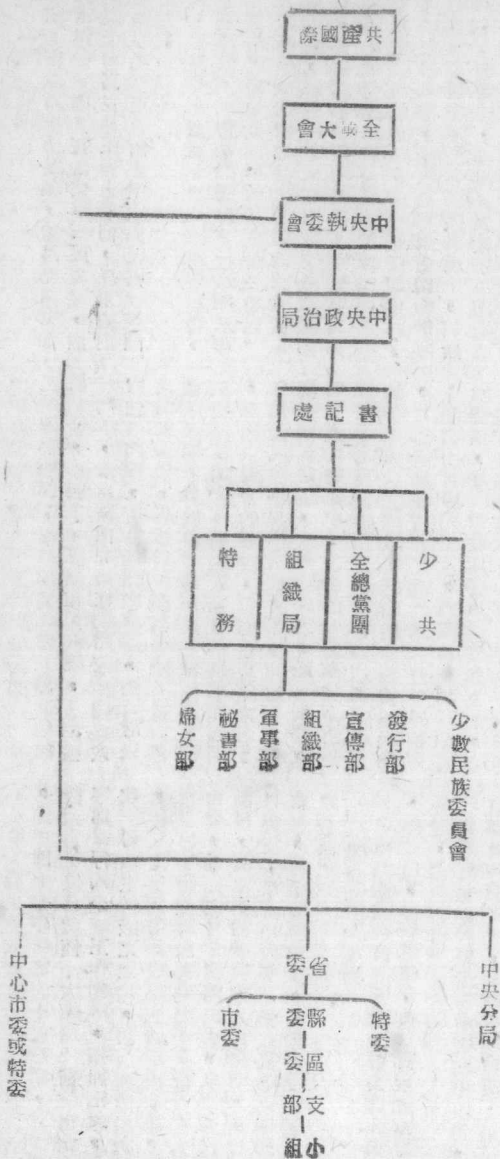 共產國際
全大會
中央執委會
中央政治局
書記處
少共
全總黨團
組織局
特務
少數民族委員會
發行部
宣傳部
組織部
軍事部
祕書部
婦女部
中央分局
省委
中心市委或特委
特委
縣委
市委
區委
支部
小組